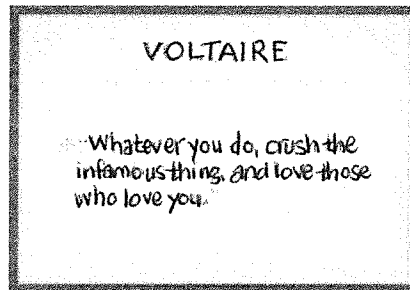 VOLTAIRE
Whatever you do, crush the
infamous thing, and love those
who love you.